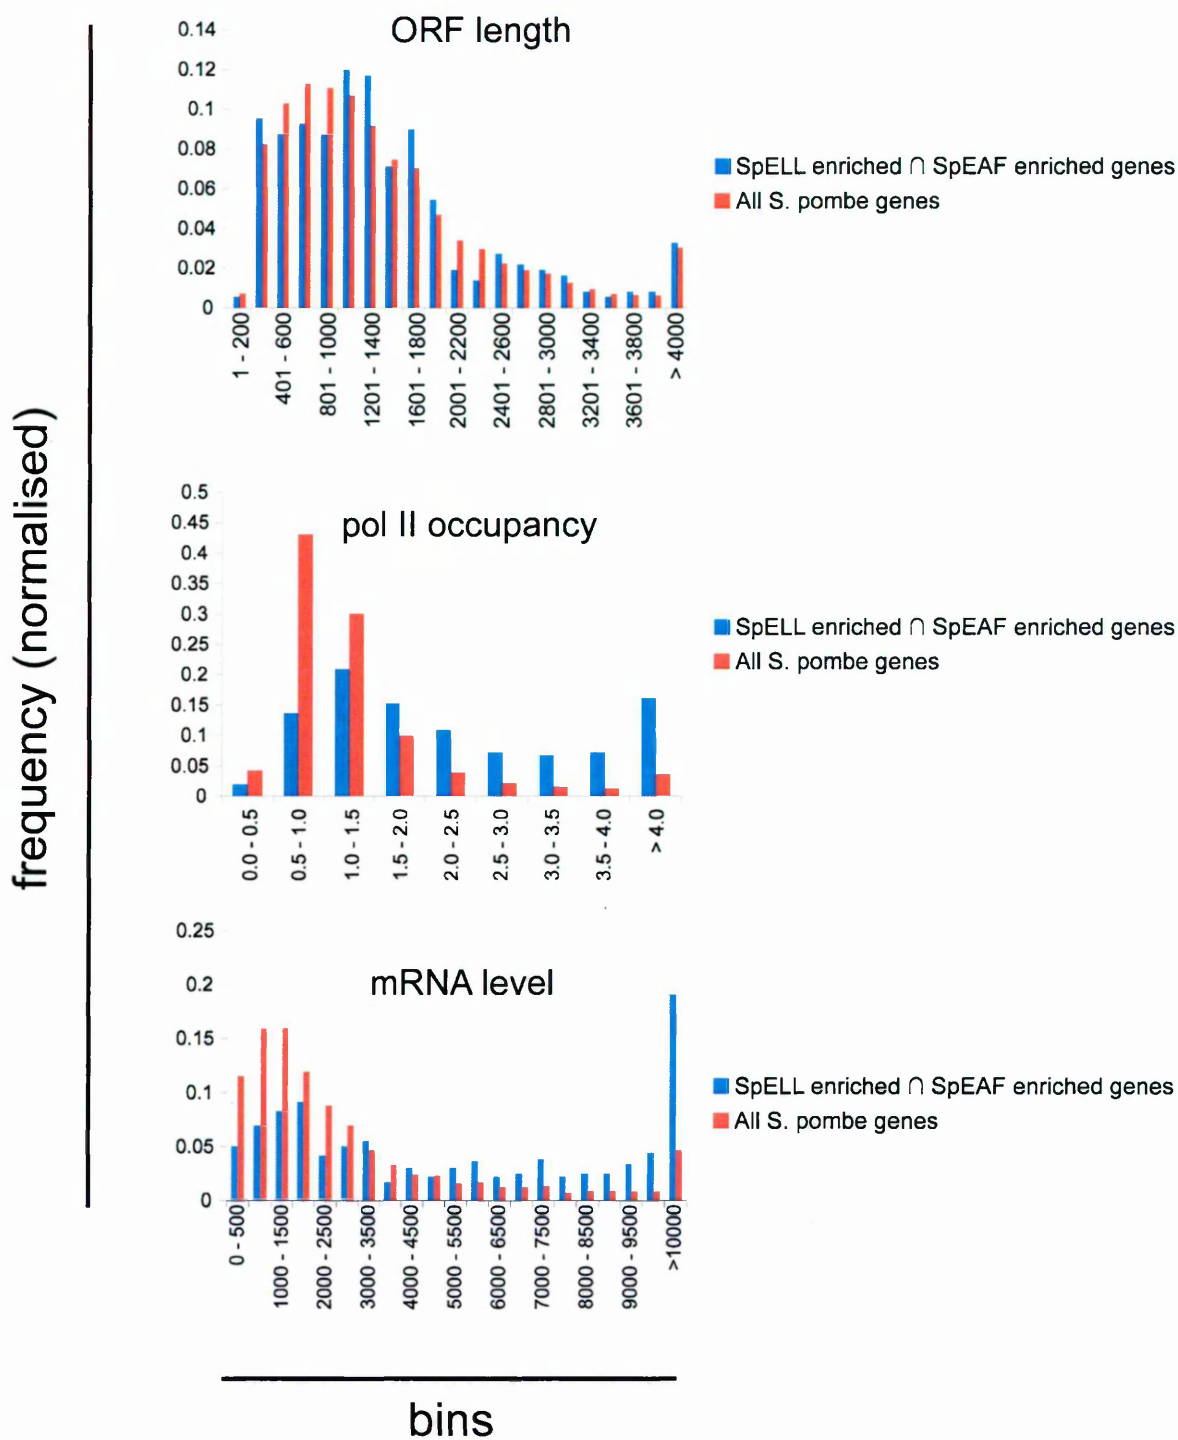 ORF length
0.14
0.12
0.1
0.08
0.06
0.04
0.02
0
1 - 200
401 - 600
801 - 1000
1201 - 1400
1601 - 1800
2001 - 2200
2401 - 2600
2801 - 3000
3201 - 3400
3601 - 3800
> 4000
SpELL enriched ∩ SpEAF enriched genes
All S. pombe genes
frequency (normalised)
pol II occupancy
0.5
0.45
0.4
0.35
0.3
0.25
0.2
0.15
0.1
0.05
0
0.0 - 0.5
0.5 - 1.0
1.0 - 1.5
1.5 - 2.0
2.0 - 2.5
2.5 - 3.0
3.0 - 3.5
3.5 - 4.0
> 4.0
SpELL enriched ∩ SpEAF enriched genes
All S. pombe genes
mRNA level
0.25
0.2
0.15
0.1
0.05
0
0 - 500
1000 - 1500
2000 - 2500
3000 - 3500
4000 - 4500
5000 - 5500
6000 - 6500
7000 - 7500
8000 - 8500
9000 - 9500
>10000
SpELL enriched ∩ SpEAF enriched genes
All S. pombe genes
bins